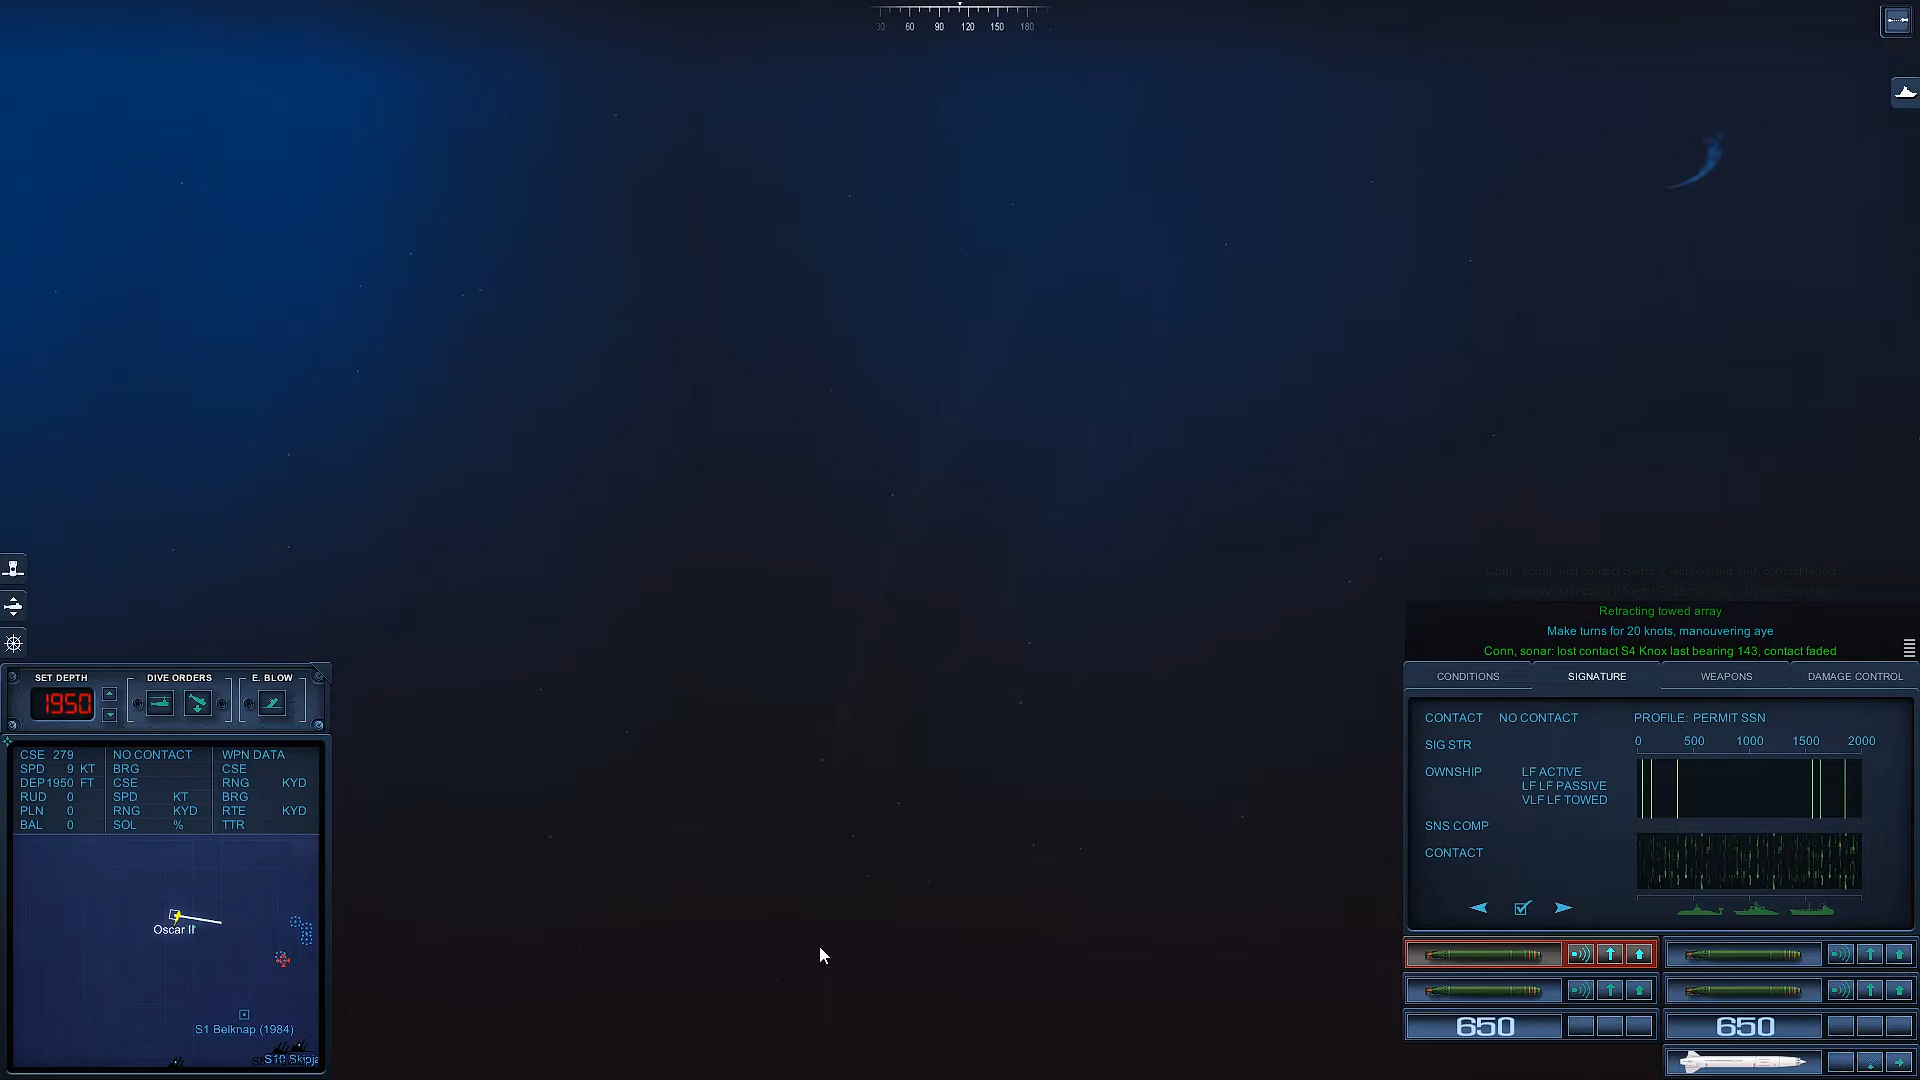 30 60 90 120 150 180
Retracting towed array
Make turns for 20 knots, manouvering aye
Conn, sonar: lost contact S4 Knox last bearing 143, contact faded
SET DEPTH DIVE ORDERS E. BLOW
1950
CONDITIONS SIGNATURE WEAPONS DAMAGE CONTROL
CONTACT NO CONTACT PROFILE: PERMIT SSN
SIG STR 0 500 1000 1500 2000
OWNSHIP LF ACTIVE
LF LF PASSIVE
VLF LF TOWED
SNS COMP
CONTACT
CSE 279 NO CONTACT WPN DATA
SPD 9 KT BRG CSE
DEP1950 FT CSE RNG KYD
RUD 0 SPD KT BRG
PLN 0 RNG KYD RTE KYD
BAL 0 SOL % TTR
Oscar II
S1 Belknap (1984)
S10 Skipja
650 650